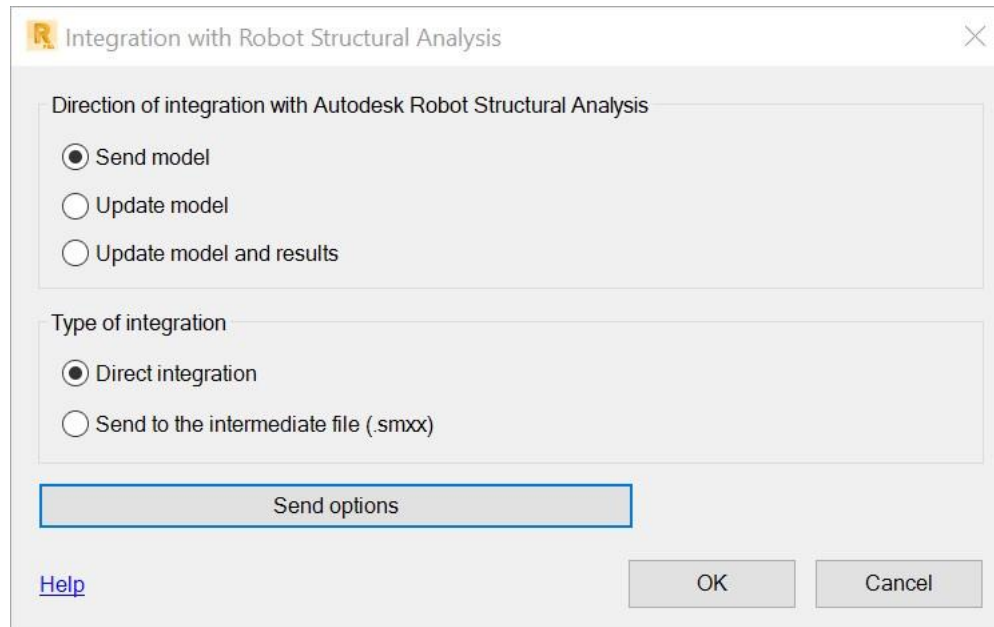 Integration with Robot Structural Analysis
Direction of integration with Autodesk Robot Structural Analysis
Send model
Update model
Update model and results
Type of integration
Direct integration
Send to the intermediate file (.smxx)
Send options
Help
OK
Cancel